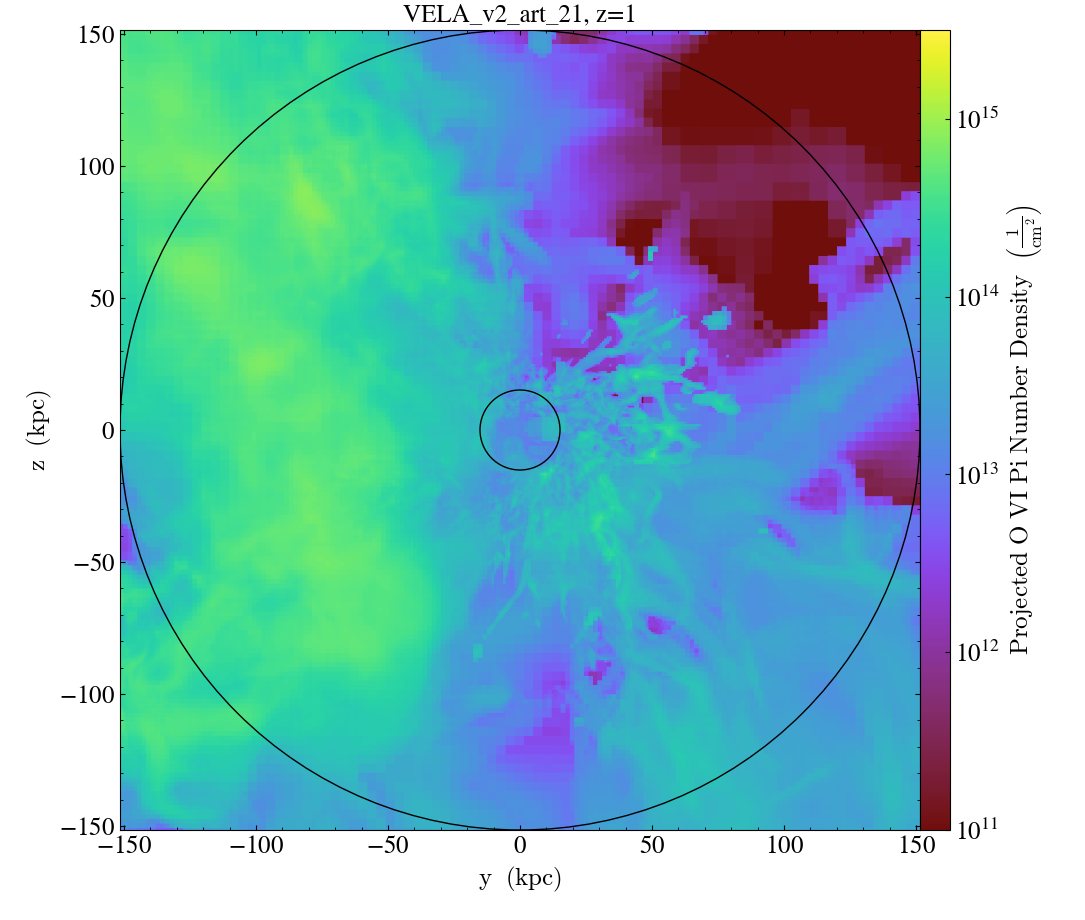 VELA_v2_art_21, z=1
150
100
50
0
−50
−100
−150
z (kpc)
−150 −100 −50 0 50 100 150
y (kpc)
10^15
10^14
10^13
10^12
10^11
Projected O VI Pi Number Density (1/cm^2)